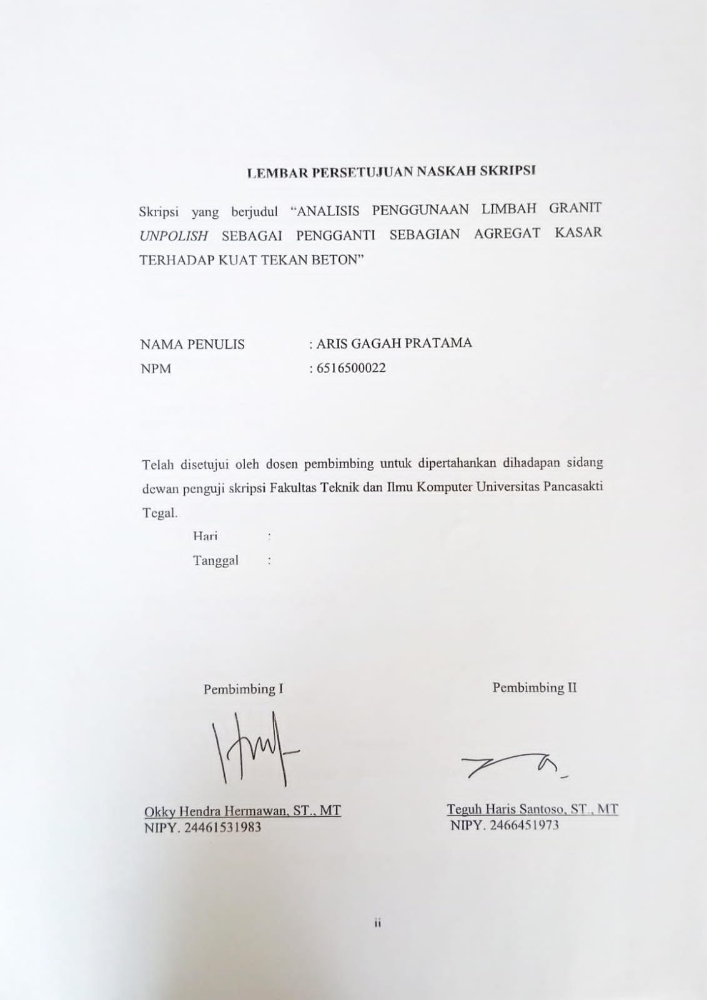 LEMBAR PERSETUJUAN NASKAH SKRIPSI
Skripsi yang berjudul “ANALISIS PENGGUNAAN LIMBAH GRANIT
UNPOLISH SEBAGAI PENGGANTI SEBAGIAN AGREGAT KASAR
TERHADAP KUAT TEKAN BETON”
NAMA PENULIS : ARIS GAGAH PRATAMA
NPM : 6516500022
Telah disetujui oleh dosen pembimbing untuk dipertahankan dihadapan sidang
dewan penguji skripsi Fakultas Teknik dan Ilmu Komputer Universitas Pancasakti
Tegal.
Hari :
Tanggal :
Pembimbing I Pembimbing II
Okky Hendra Hermawan, ST., MT Teguh Haris Santoso, ST., MT
NIPY. 24461531983 NIPY. 2466451973
ii